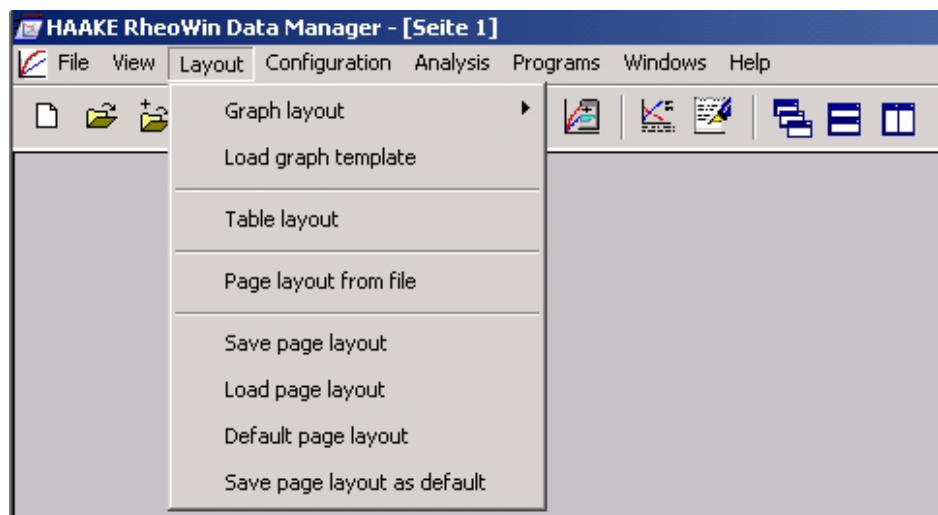 HAAKE RheoWin Data Manager - [Seite 1]
File View Layout Configuration Analysis Programs Windows Help
Graph layout
Load graph template
Table layout
Page layout from file
Save page layout
Load page layout
Default page layout
Save page layout as default